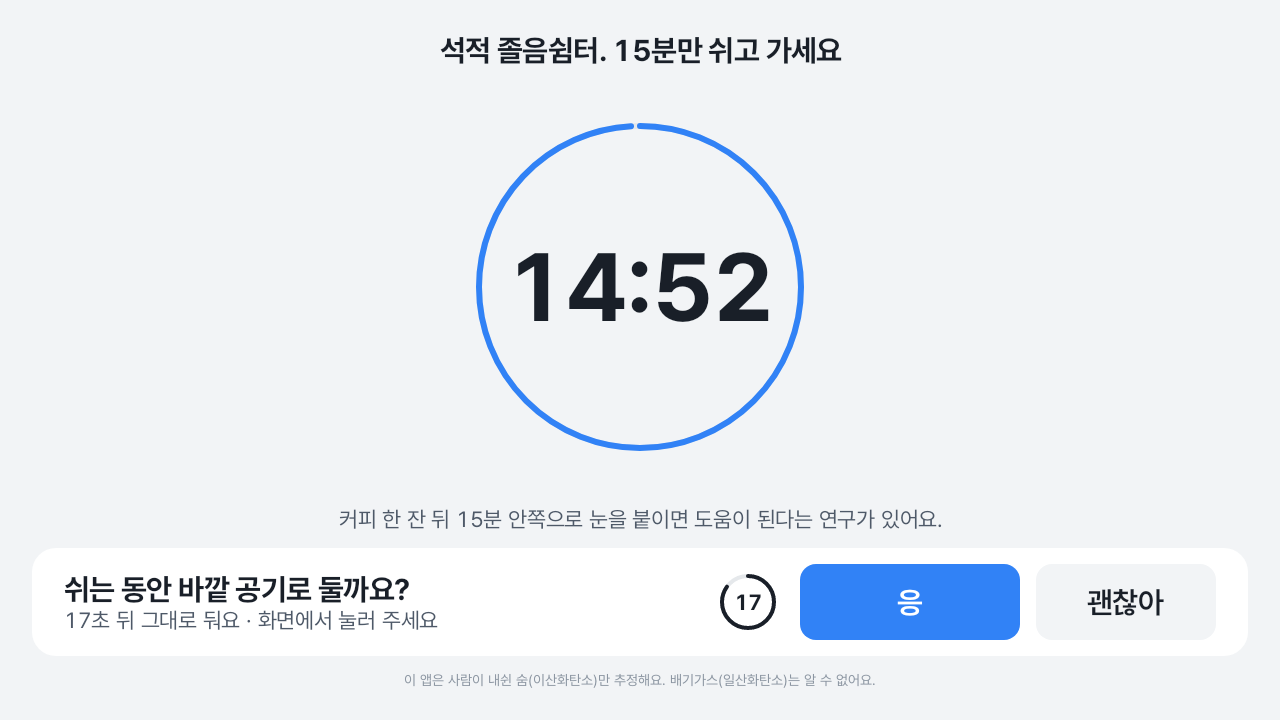 석적 졸음쉼터. 15분만 쉬고 가세요
14:52
커피 한 잔 뒤 15분 안쪽으로 눈을 붙이면 도움이 된다는 연구가 있어요.
쉬는 동안 바깥 공기로 둘까요?
17초 뒤 그대로 둬요 · 화면에서 눌러 주세요
17
응
괜찮아
이 앱은 사람이 내쉰 숨(이산화탄소)만 추정해요. 배기가스(일산화탄소)는 알 수 없어요.